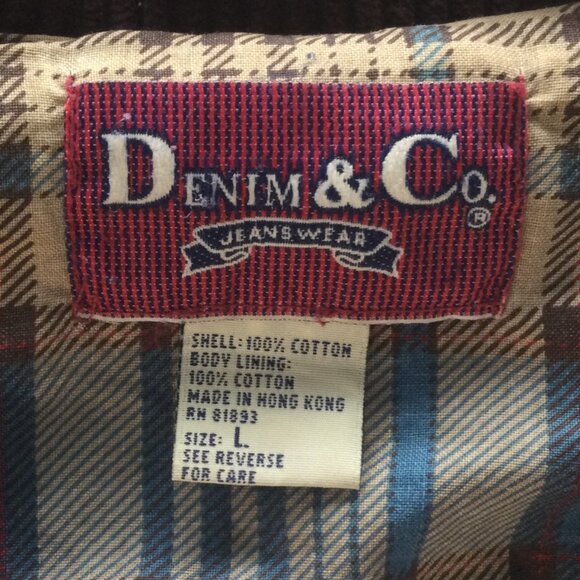 DENIM & CO.®
JEANSWEAR
SHELL: 100% COTTON
BODY LINING:
100% COTTON
MADE IN HONG KONG
RN 81893
SIZE: L
SEE REVERSE
FOR CARE